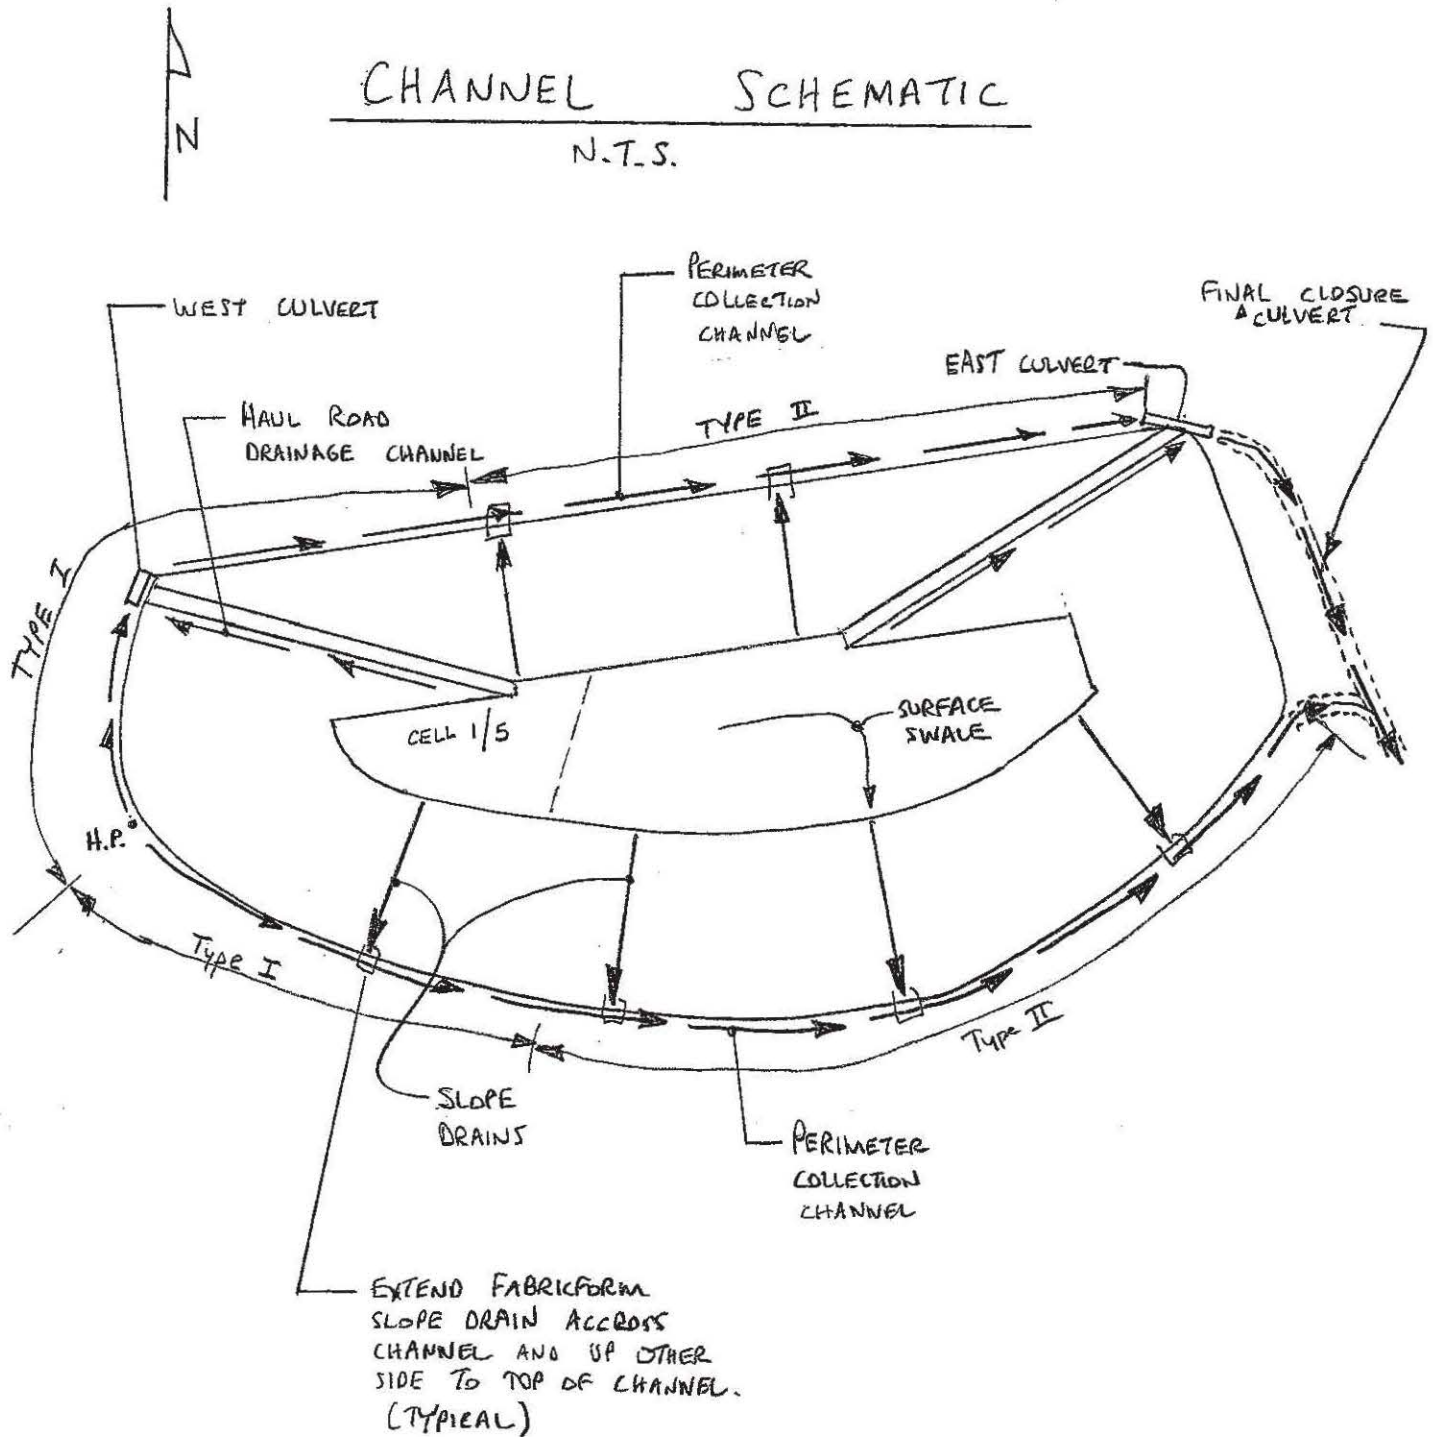 N
CHANNEL SCHEMATIC
N.T.S.
PERIMETER
COLLECTION
CHANNEL
WEST CULVERT
FINAL CLOSURE
CULVERT
EAST CULVERT
HAUL ROAD
DRAINAGE CHANNEL
TYPE II
TYPE I
CELL 1/5
SURFACE
SWALE
H.P.
Type I
Type II
SLOPE
DRAINS
PERIMETER
COLLECTION
CHANNEL
EXTEND FABRICFORM
SLOPE DRAIN ACCROSS
CHANNEL AND UP OTHER
SIDE TO TOP OF CHANNEL.
(TYPICAL)